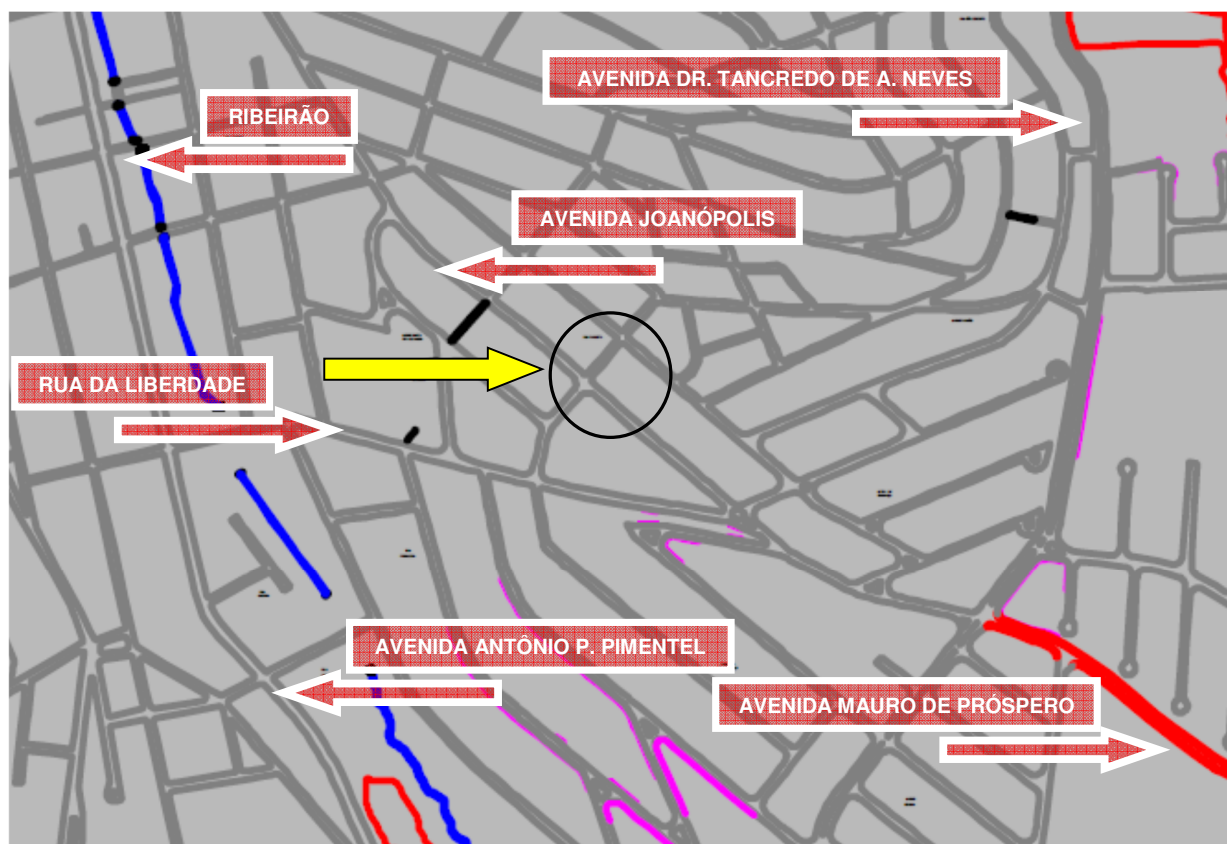 AVENIDA DR. TANCREDO DE A. NEVES
RIBEIRÃO
AVENIDA JOANÓPOLIS
RUA DA LIBERDADE
AVENIDA ANTÔNIO P. PIMENTEL
AVENIDA MAURO DE PRÓSPERO